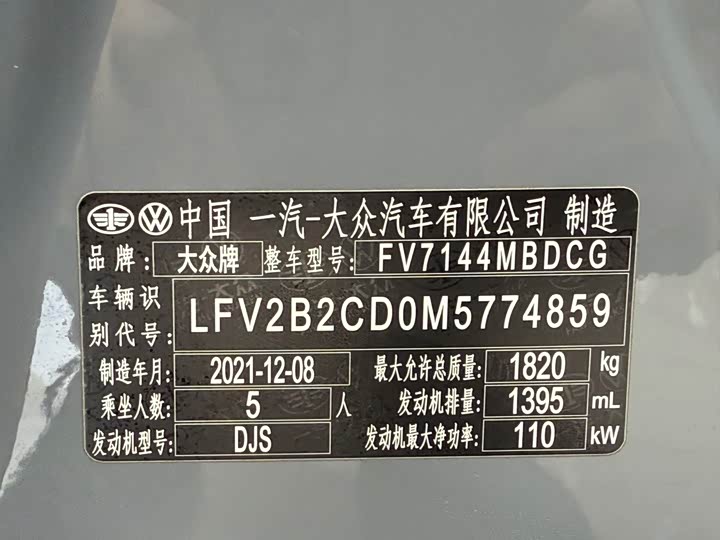 中国 一汽-大众汽车有限公司 制造
品牌: 大众牌 整车型号: FV7144MBDCG
车辆识
别代号: LFV2B2CD0M5774859
制造年月: 2021-12-08 最大允许总质量: 1820 kg
乘坐人数: 5 人 发动机排量: 1395 mL
发动机型号: DJS 发动机最大净功率: 110 kW